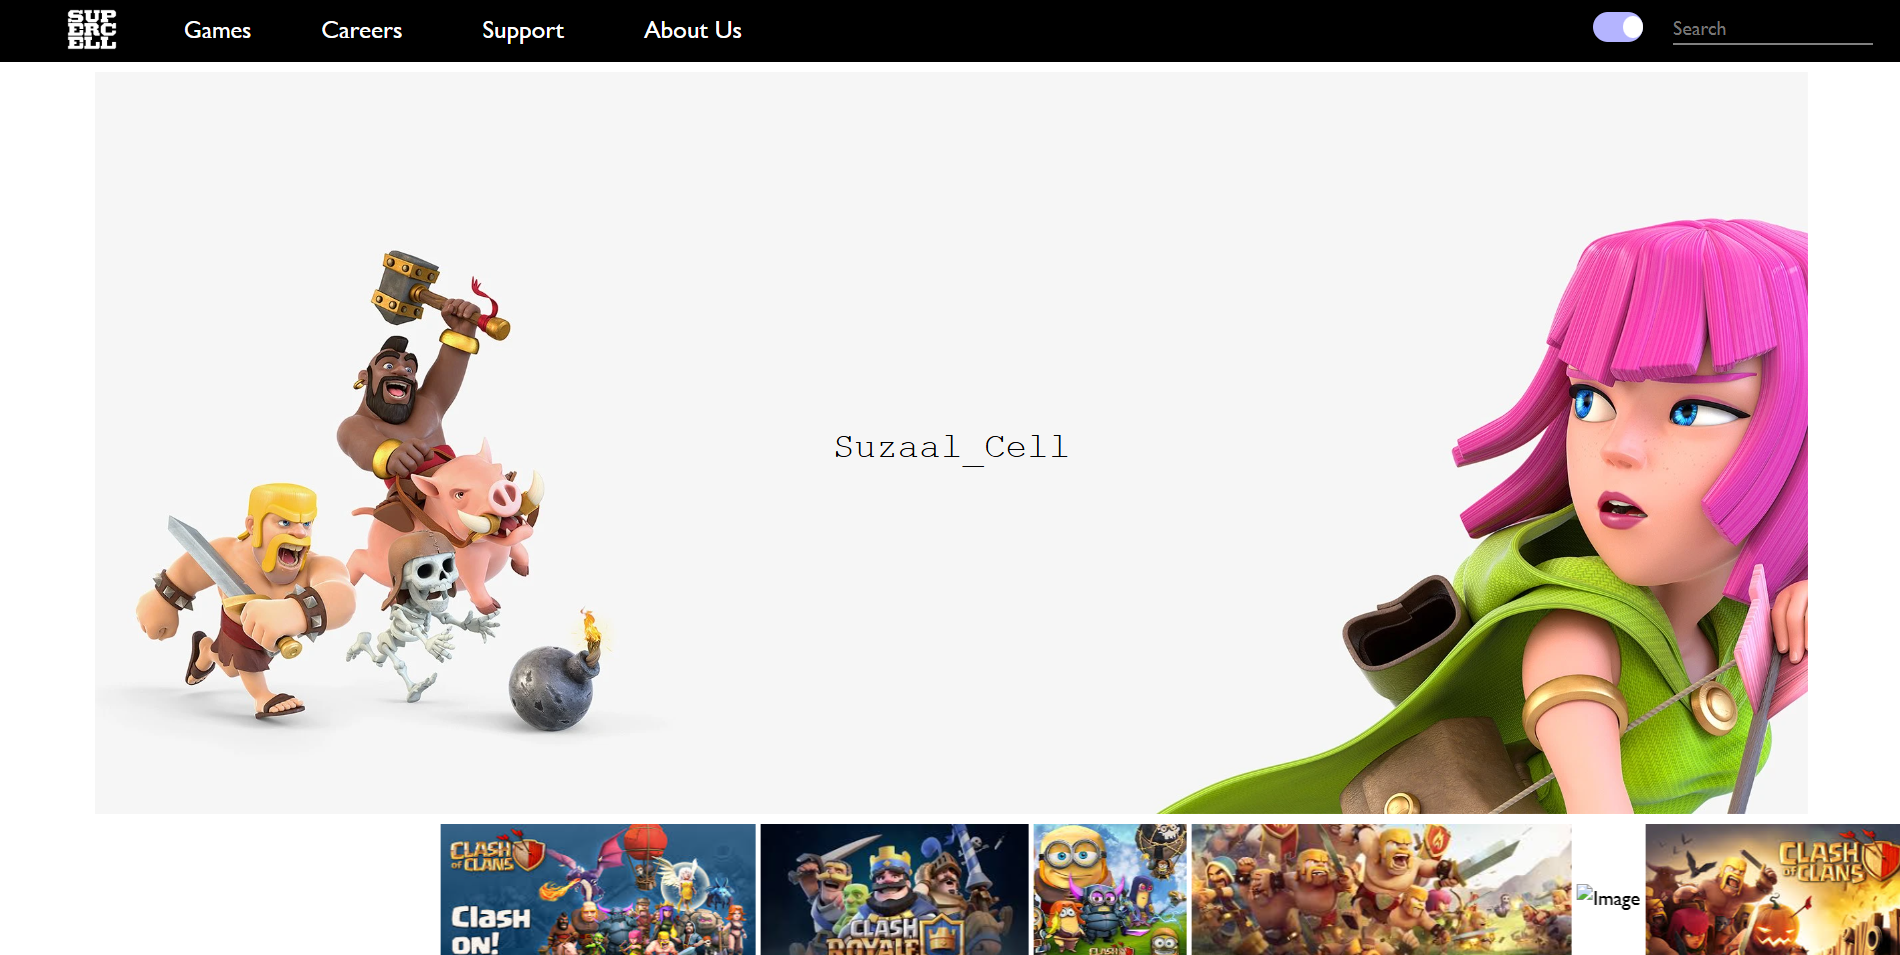 SUP
ERC
ELL
Games Careers Support About Us Search
Suzaal_Cell
CLASH
OF CLANS
Clash
ON!
CLASH
ROYALE
Image
CLASH
OF CLANS